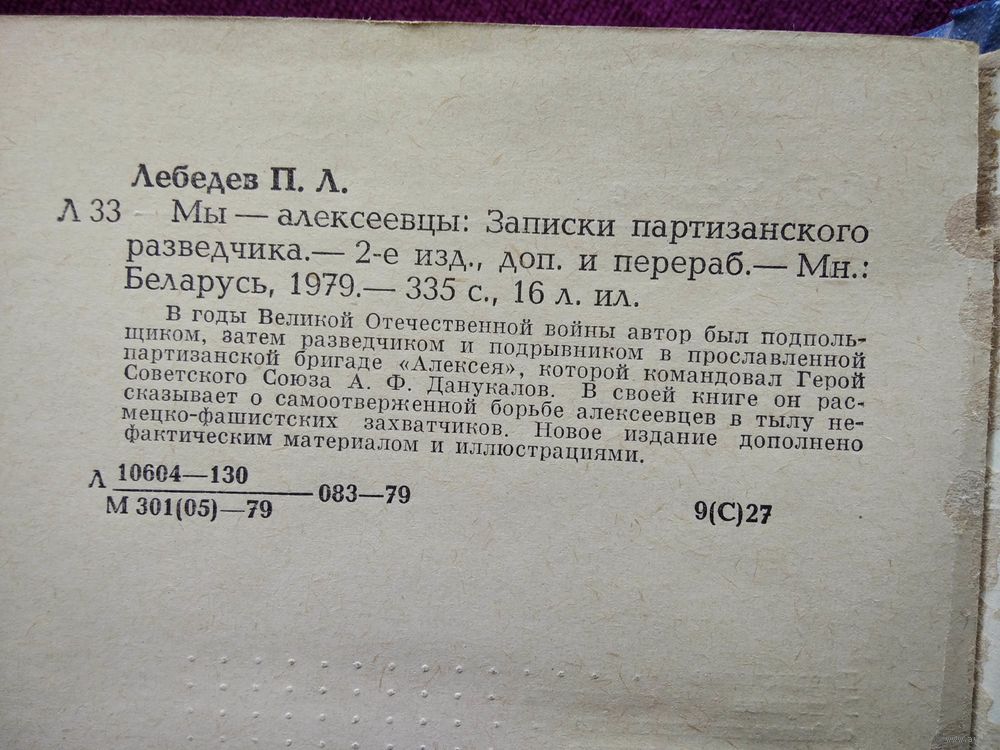 Лебедев П. Л.
Л 33 Мы — алексеевцы: Записки партизанского
разведчика.— 2-е изд., доп. и перераб.— Мн.:
Беларусь, 1979.— 335 с., 16 л. ил.
В годы Великой Отечественной войны автор был подполь-
щиком, затем разведчиком и подрывником в прославленной
партизанской бригаде «Алексея», которой командовал Герой
Советского Союза А. Ф. Данукалов. В своей книге он рас-
сказывает о самоотверженной борьбе алексеевцев в тылу не-
мецко-фашистских захватчиков. Новое издание дополнено
фактическим материалом и иллюстрациями.
Л 10604—130
М 301(05)—79 —083—79
9(С)27